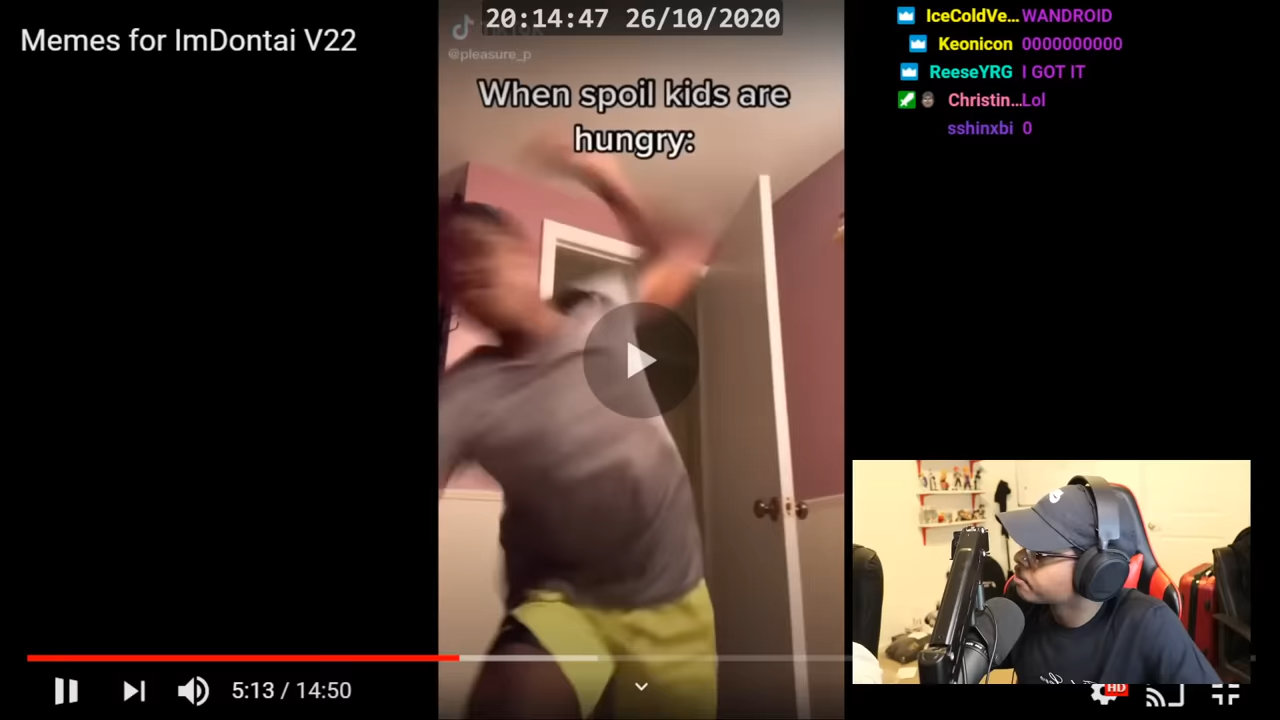 Memes for ImDontai V22
20:14:47 26/10/2020
@pleasure_p
When spoil kids are
hungry:
IceColdVe... WANDROID
Keonicon 0000000000
ReeseYRG I GOT IT
Christin... Lol
sshinxbi 0
5:13 / 14:50
HD